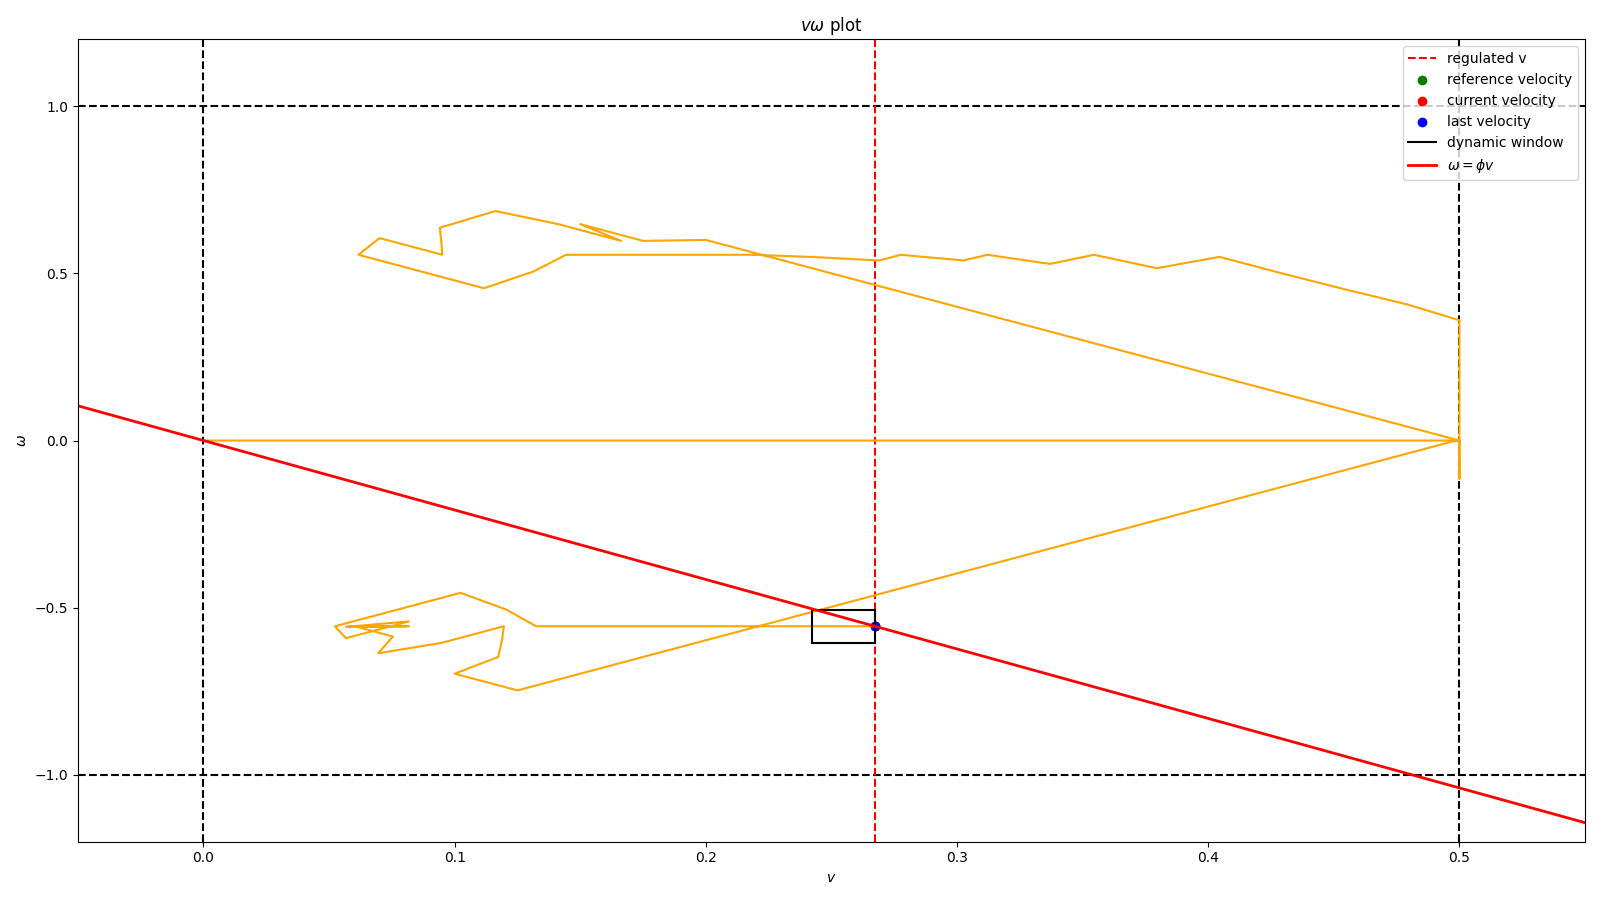 vω plot
regulated v
reference velocity
current velocity
last velocity
dynamic window
ω = ϕv
1.0
0.5
0.0
−0.5
−1.0
ω
0.0 0.1 0.2 0.3 0.4 0.5
v